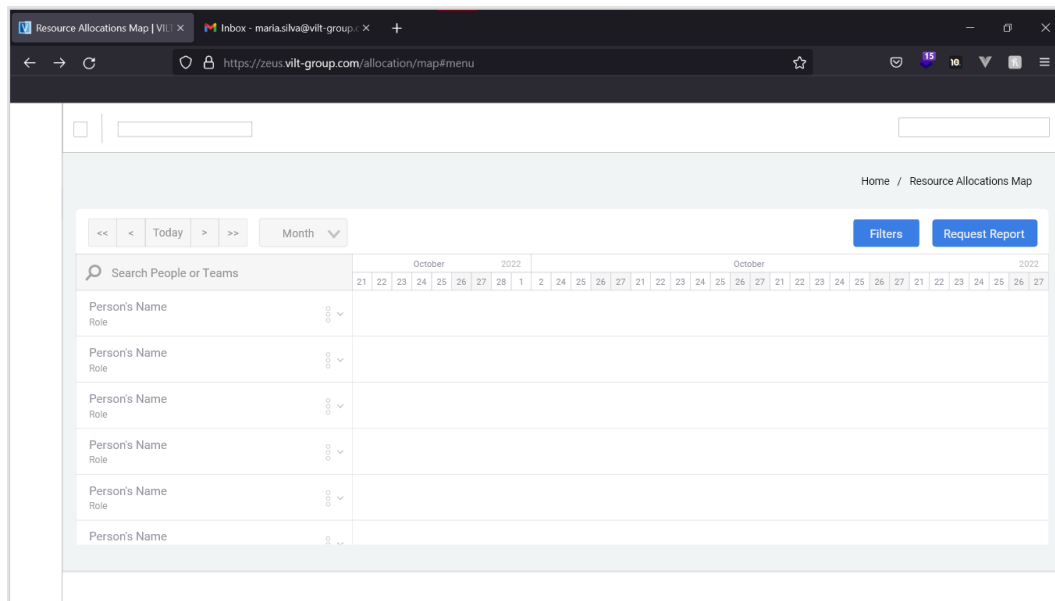 Resource Allocations Map | VIL
Inbox - maria.silva@vilt-group.c
https://zeus.vilt-group.com/allocation/map#menu
15
10.
Home / Resource Allocations Map
<< < Today > >> Month
Filters Request Report
Search People or Teams
October 2022 October 2022
21 22 23 24 25 26 27 28 1 2 24 25 26 27 21 22 23 24 25 26 27 21 22 23 24 25 26 27 21 22 23 24 25 26 27
Person's Name
Role
Person's Name
Role
Person's Name
Role
Person's Name
Role
Person's Name
Role
Person's Name